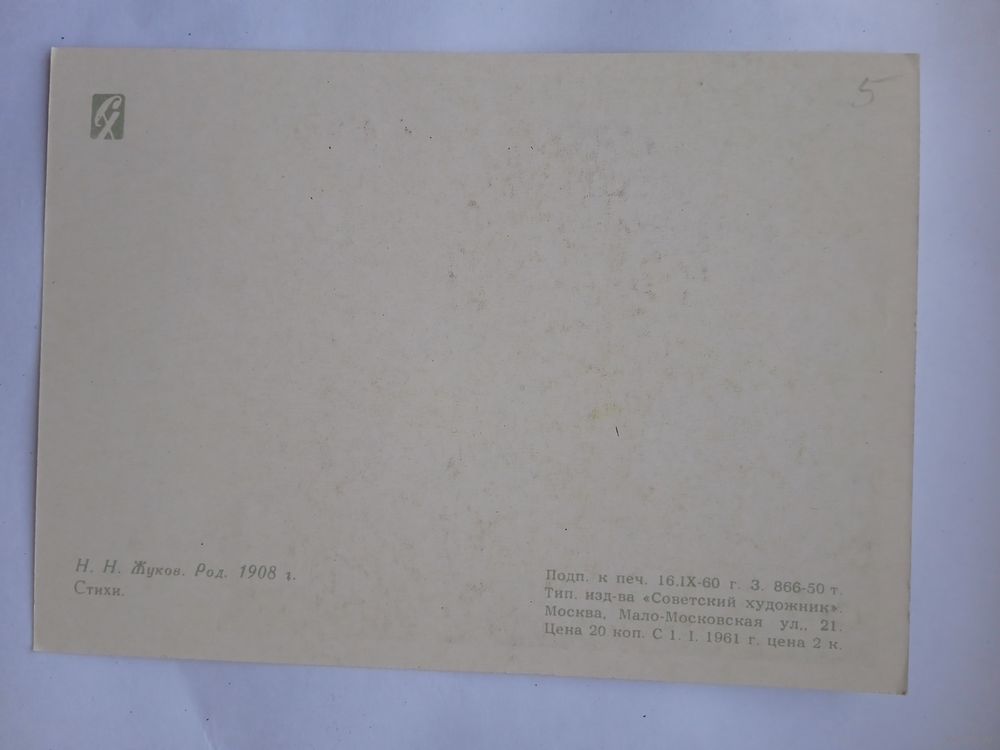 СХ
5
Н. Н. Жуков. Род. 1908 г.
Стихи.
Подп. к печ. 16.IX-60 г. З. 866-50 т.
Тип. изд-ва «Советский художник».
Москва, Мало-Московская ул., 21.
Цена 20 коп. С 1. I. 1961 г. цена 2 к.